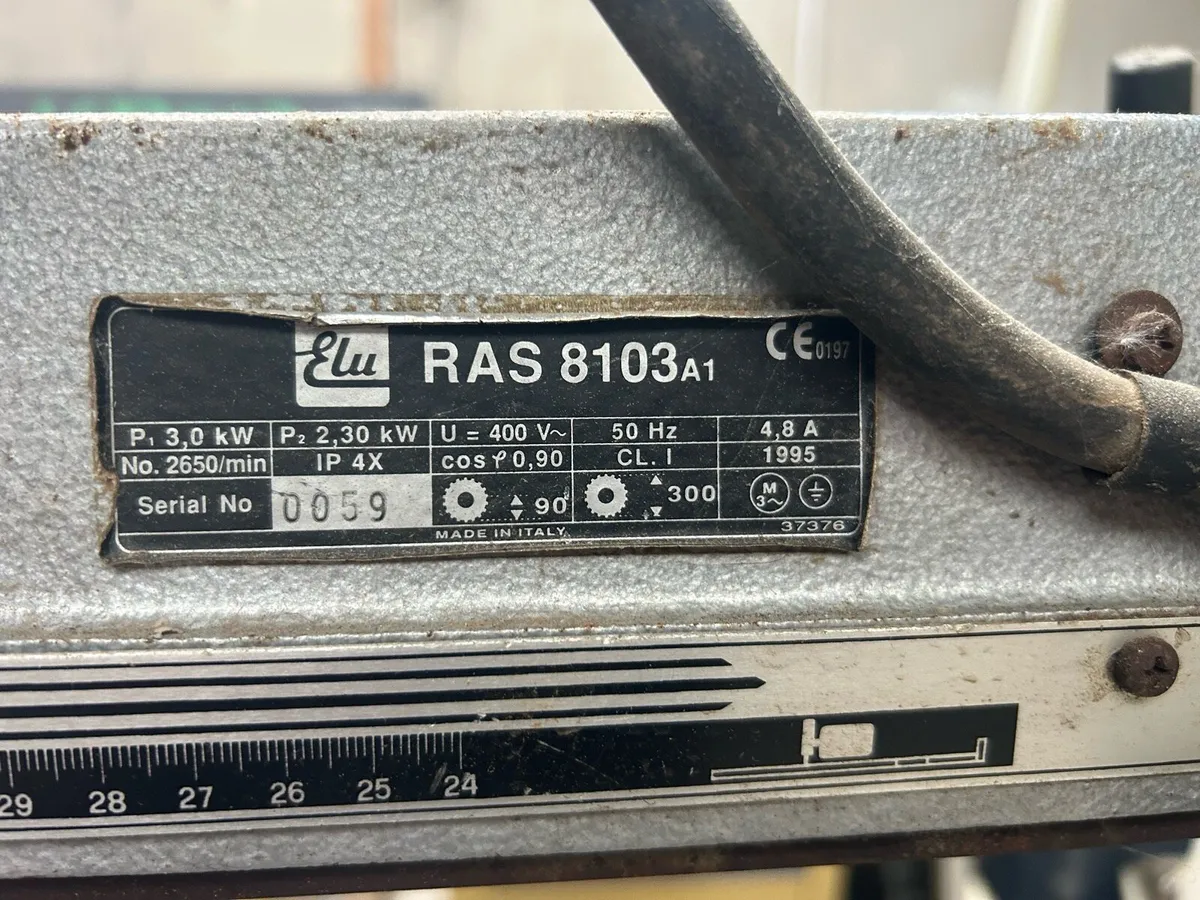 Elu RAS 8103A1 CE0197
P₁ 3,0 kW P₂ 2,30 kW U = 400 V~ 50 Hz 4,8 A
No. 2650/min IP 4X cos φ 0,90 CL. I 1995
Serial No 0059 90 300 M 3~
MADE IN ITALY 37376
29 28 27 26 25 24